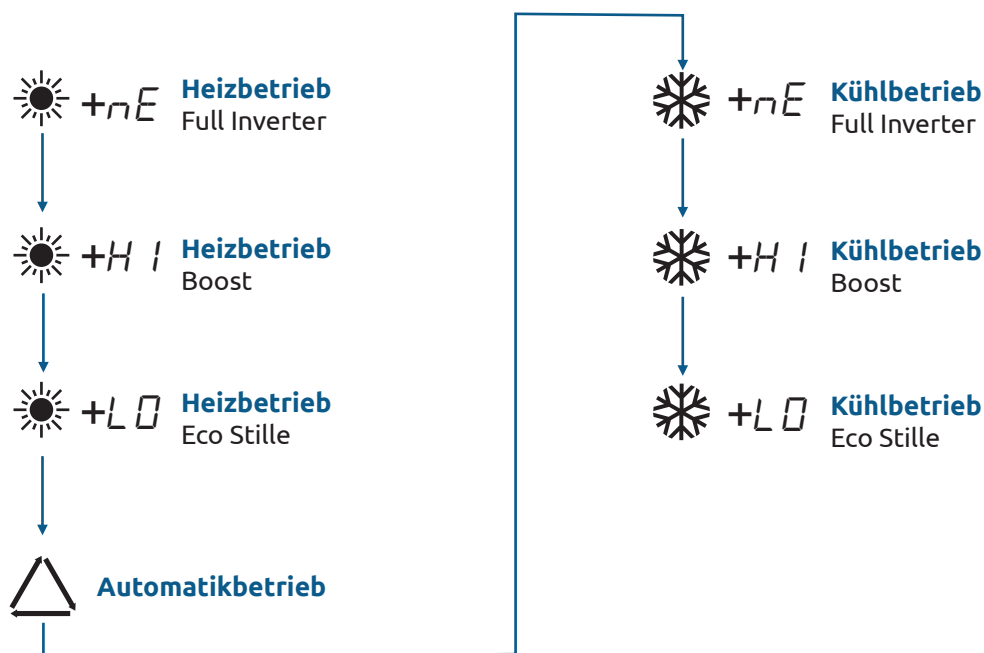 +nE Heizbetrieb
Full Inverter
+HI Heizbetrieb
Boost
+LO Heizbetrieb
Eco Stille
Automatikbetrieb
+nE Kühlbetrieb
Full Inverter
+HI Kühlbetrieb
Boost
+LO Kühlbetrieb
Eco Stille